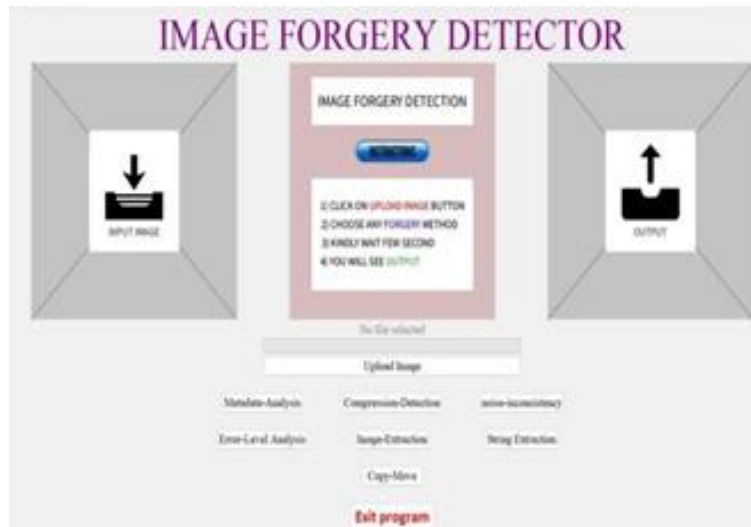 IMAGE FORGERY DETECTOR
INPUT IMAGE
IMAGE FORGERY DETECTION
1) CLICK ON UPLOAD IMAGE BUTTON
2) CHOOSE ANY FORGERY METHOD
3) KINDLY WAIT FEW SECOND
4) YOU WILL SEE OUTPUT
OUTPUT
No file selected
Upload Image
Metadata-Analysis
Compression-Detection
noise-inconsistency
Error-Level Analysis
Image-Extraction
String Extraction
Copy-Move
Exit program